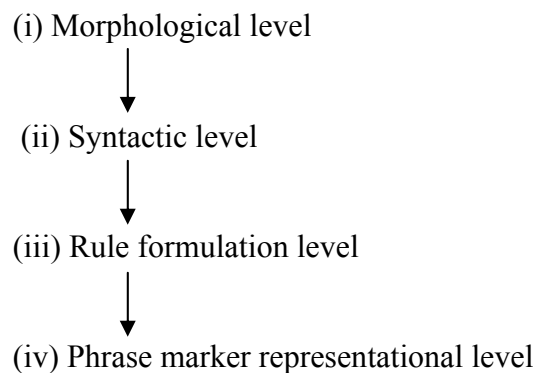 (i) Morphological level
(ii) Syntactic level
(iii) Rule formulation level
(iv) Phrase marker representational level